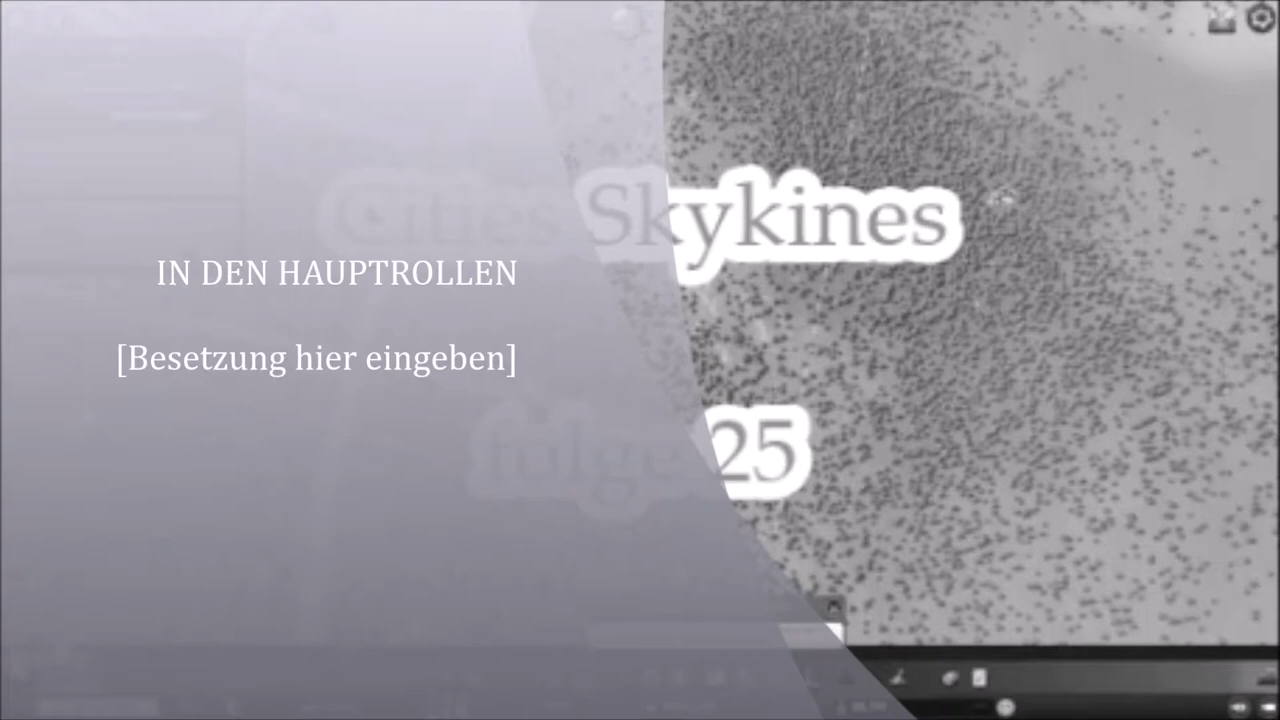 Cities Skykines
IN DEN HAUPTROLLEN
[Besetzung hier eingeben]
folge 25